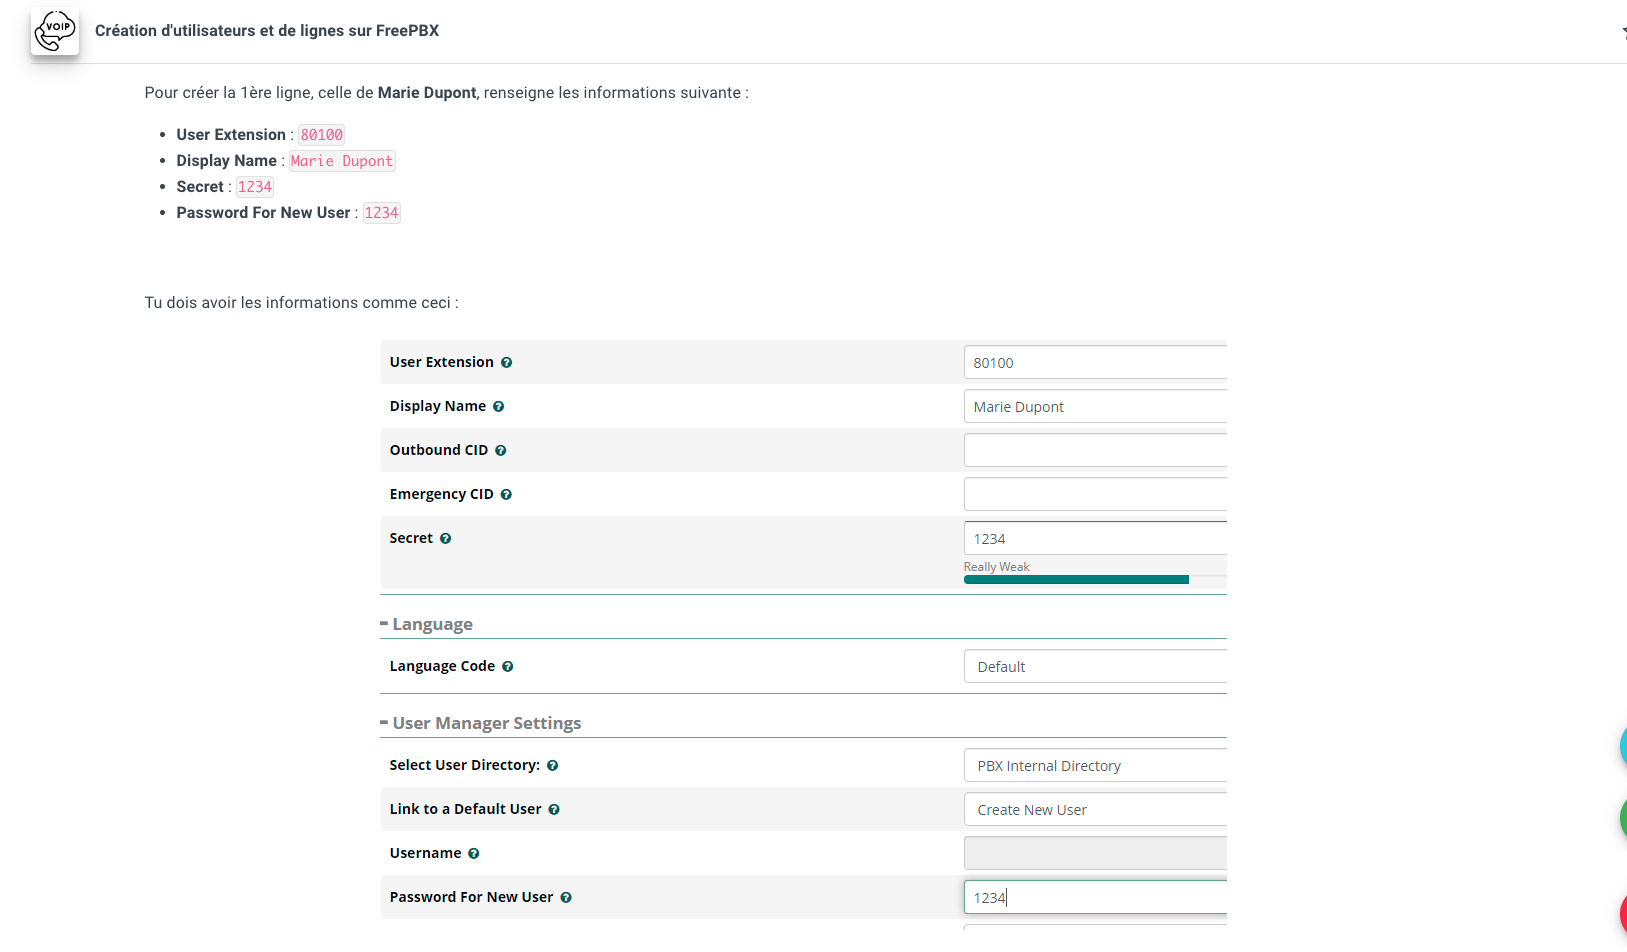 VOIP
Création d'utilisateurs et de lignes sur FreePBX
Pour créer la 1ère ligne, celle de Marie Dupont, renseigne les informations suivante :
• User Extension : 80100
• Display Name : Marie Dupont
• Secret : 1234
• Password For New User : 1234
Tu dois avoir les informations comme ceci :
User Extension 80100
Display Name Marie Dupont
Outbound CID
Emergency CID
Secret 1234
Really Weak
Language
Language Code Default
User Manager Settings
Select User Directory: PBX Internal Directory
Link to a Default User Create New User
Username
Password For New User 1234